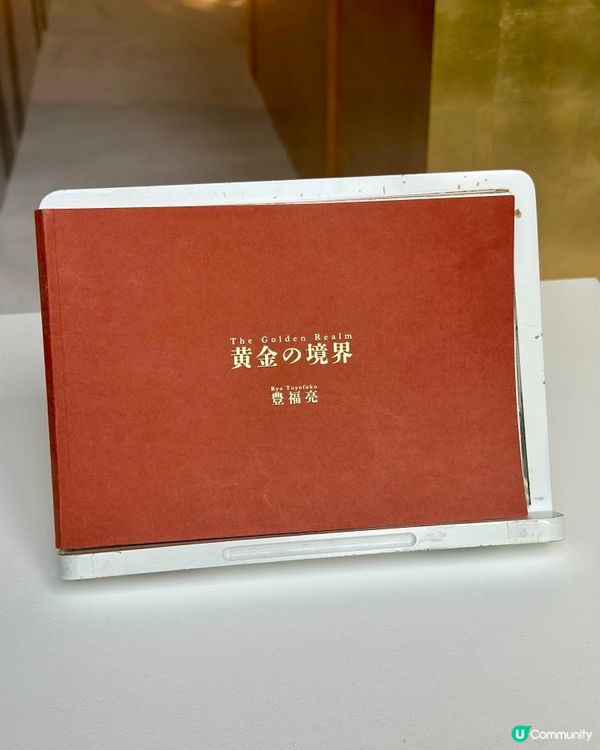 The Golden Realm
黄金の境界
Ryo Toyofuku
豊福亮
U Community